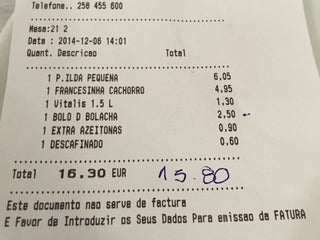 Telefone.. 258 455 600
Mesa:21 2
Data : 2014-12-06 14:01
Quant. Descricao Total
1 P.ILDA PEQUENA 6,05
1 FRANCESINHA CACHORRO 4,95
1 Vitalis 1.5 L 1,30
1 BOLO D BOLACHA 2,50
1 EXTRA AZEITONAS 0,90
1 DESCAFINADO 0,60
Total 16.30 EUR 15.80
Este documento nao serve de factura
E Favor de Introduzir os Seus Dados Para emissao da FATURA